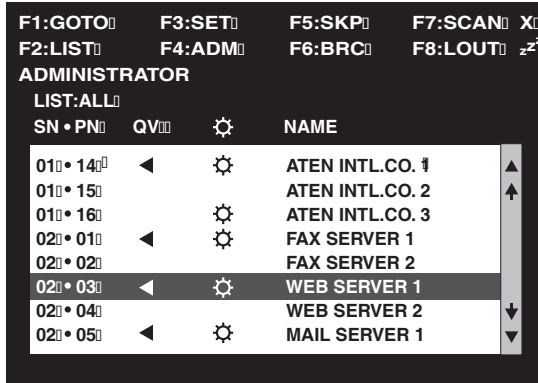 F1:GOTO F3:SET F5:SKP F7:SCAN X
F2:LIST F4:ADM F6:BRC F8:LOUT zz
ADMINISTRATOR
LIST:ALL
SN • PN QV NAME
01 • 14 ATEN INTL.CO. 1
01 • 15 ATEN INTL.CO. 2
01 • 16 ATEN INTL.CO. 3
02 • 01 FAX SERVER 1
02 • 02 FAX SERVER 2
02 • 03 WEB SERVER 1
02 • 04 WEB SERVER 2
02 • 05 MAIL SERVER 1